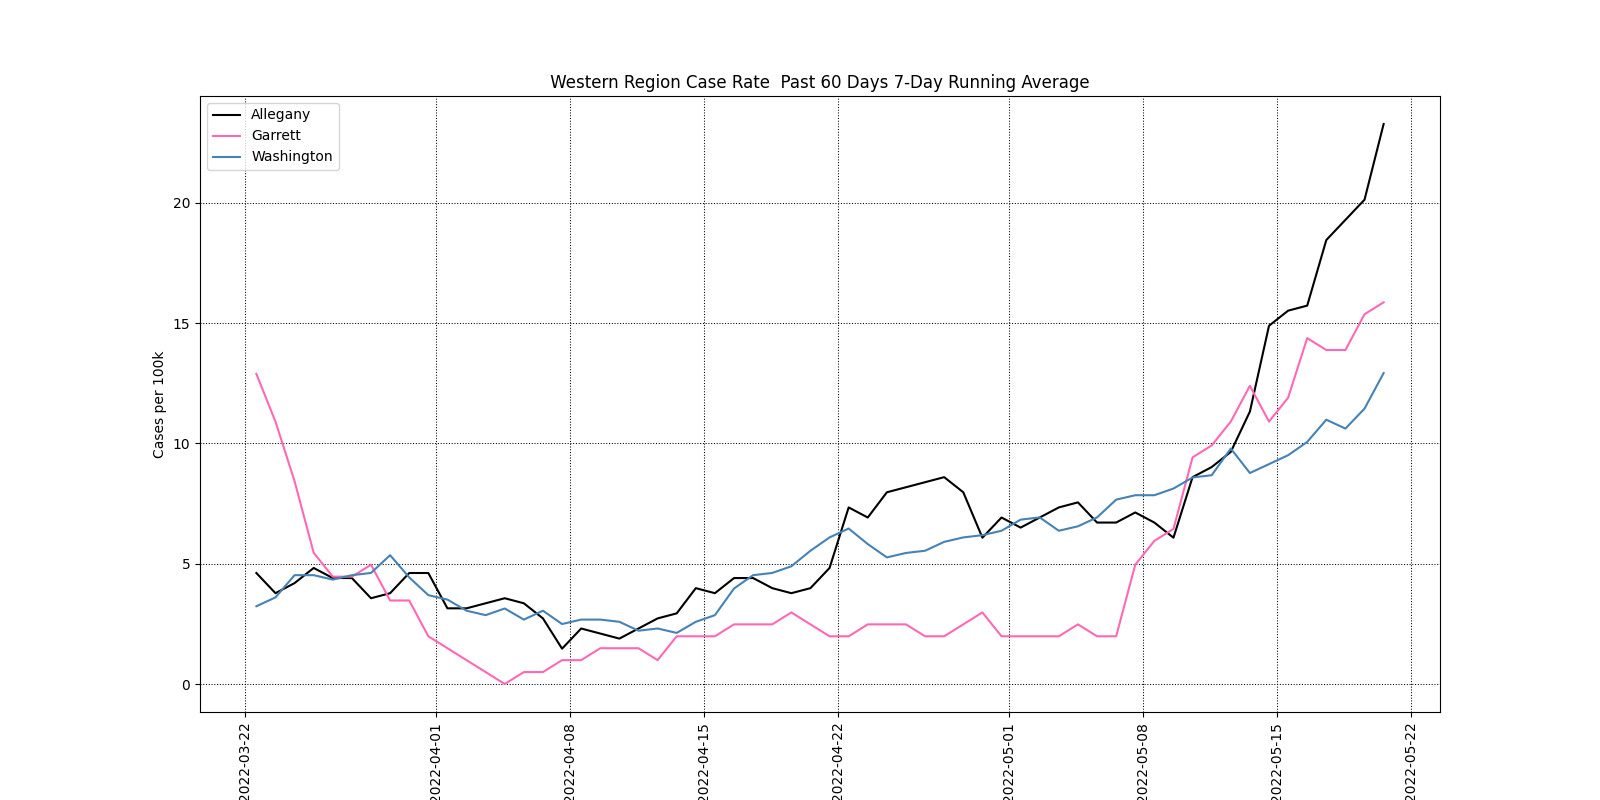 Western Region Case Rate  Past 60 Days 7-Day Running Average
Allegany
Garrett
Washington
Cases per 100k
20
15
10
5
0
2022-03-22
2022-04-01
2022-04-08
2022-04-15
2022-04-22
2022-05-01
2022-05-08
2022-05-15
2022-05-22